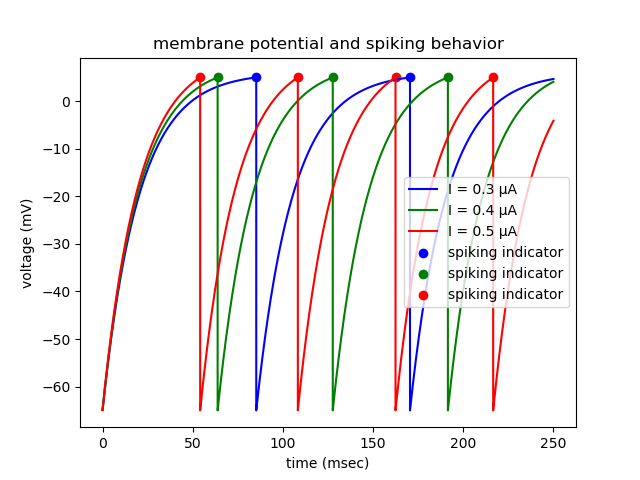 membrane potential and spiking behavior
voltage (mV)
0
−10
−20
−30
−40
−50
−60
I = 0.3 μA
I = 0.4 μA
I = 0.5 μA
spiking indicator
spiking indicator
spiking indicator
0 50 100 150 200 250
time (msec)